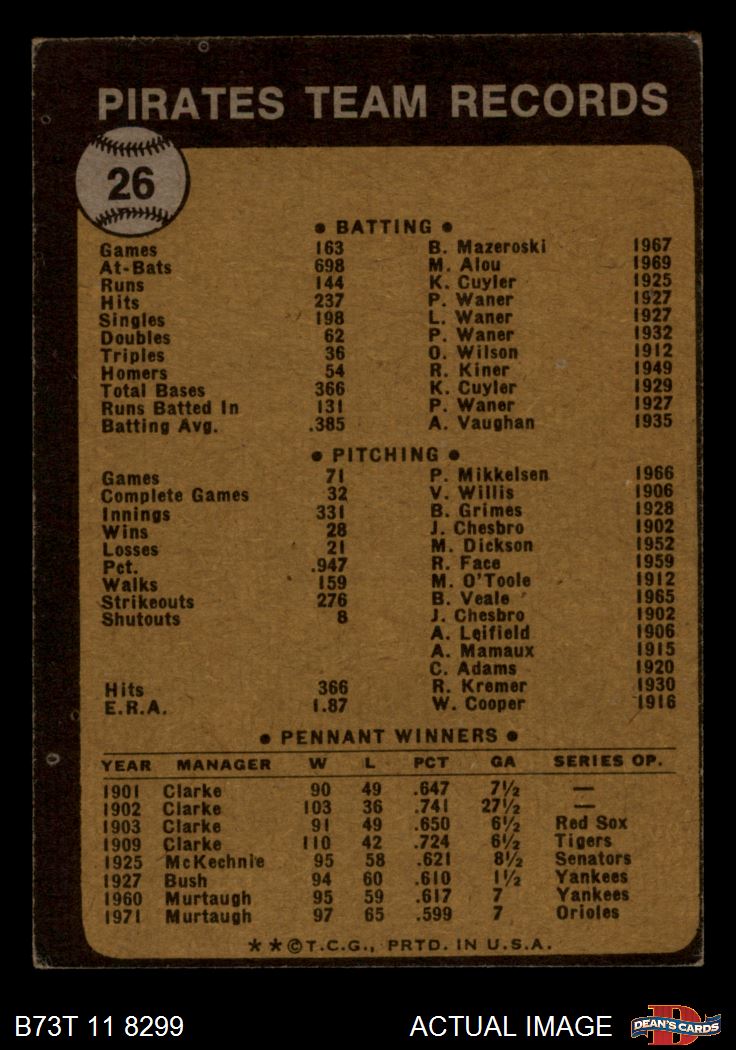 PIRATES TEAM RECORDS
26
● BATTING ●
Games 163 B. Mazeroski 1967
At-Bats 698 M. Alou 1969
Runs 144 K. Cuyler 1925
Hits 237 P. Waner 1927
Singles 198 L. Waner 1927
Doubles 62 P. Waner 1932
Triples 36 O. Wilson 1912
Homers 54 R. Kiner 1949
Total Bases 366 K. Cuyler 1929
Runs Batted In 131 P. Waner 1927
Batting Avg. .385 A. Vaughan 1935
● PITCHING ●
Games 71 P. Mikkelsen 1966
Complete Games 32 V. Willis 1906
Innings 331 B. Grimes 1928
Wins 28 J. Chesbro 1902
Losses 21 M. Dickson 1952
Pct. .947 R. Face 1959
Walks 159 M. O'Toole 1912
Strikeouts 276 B. Veale 1965
Shutouts 8 J. Chesbro 1902
A. Leifield 1906
A. Mamaux 1915
C. Adams 1920
Hits 366 R. Kremer 1930
E.R.A. 1.87 W. Cooper 1916
● PENNANT WINNERS ●
YEAR MANAGER W L PCT GA SERIES OP.
1901 Clarke 90 49 .647 7½ —
1902 Clarke 103 36 .741 27½ —
1903 Clarke 91 49 .650 6½ Red Sox
1909 Clarke 110 42 .724 6½ Tigers
1925 McKechnie 95 58 .621 8½ Senators
1927 Bush 94 60 .610 1½ Yankees
1960 Murtaugh 95 59 .617 7 Yankees
1971 Murtaugh 97 65 .599 7 Orioles
★★©T.C.G., PRTD. IN U.S.A.
B73T 11 8299 ACTUAL IMAGE DEAN'S CARDS